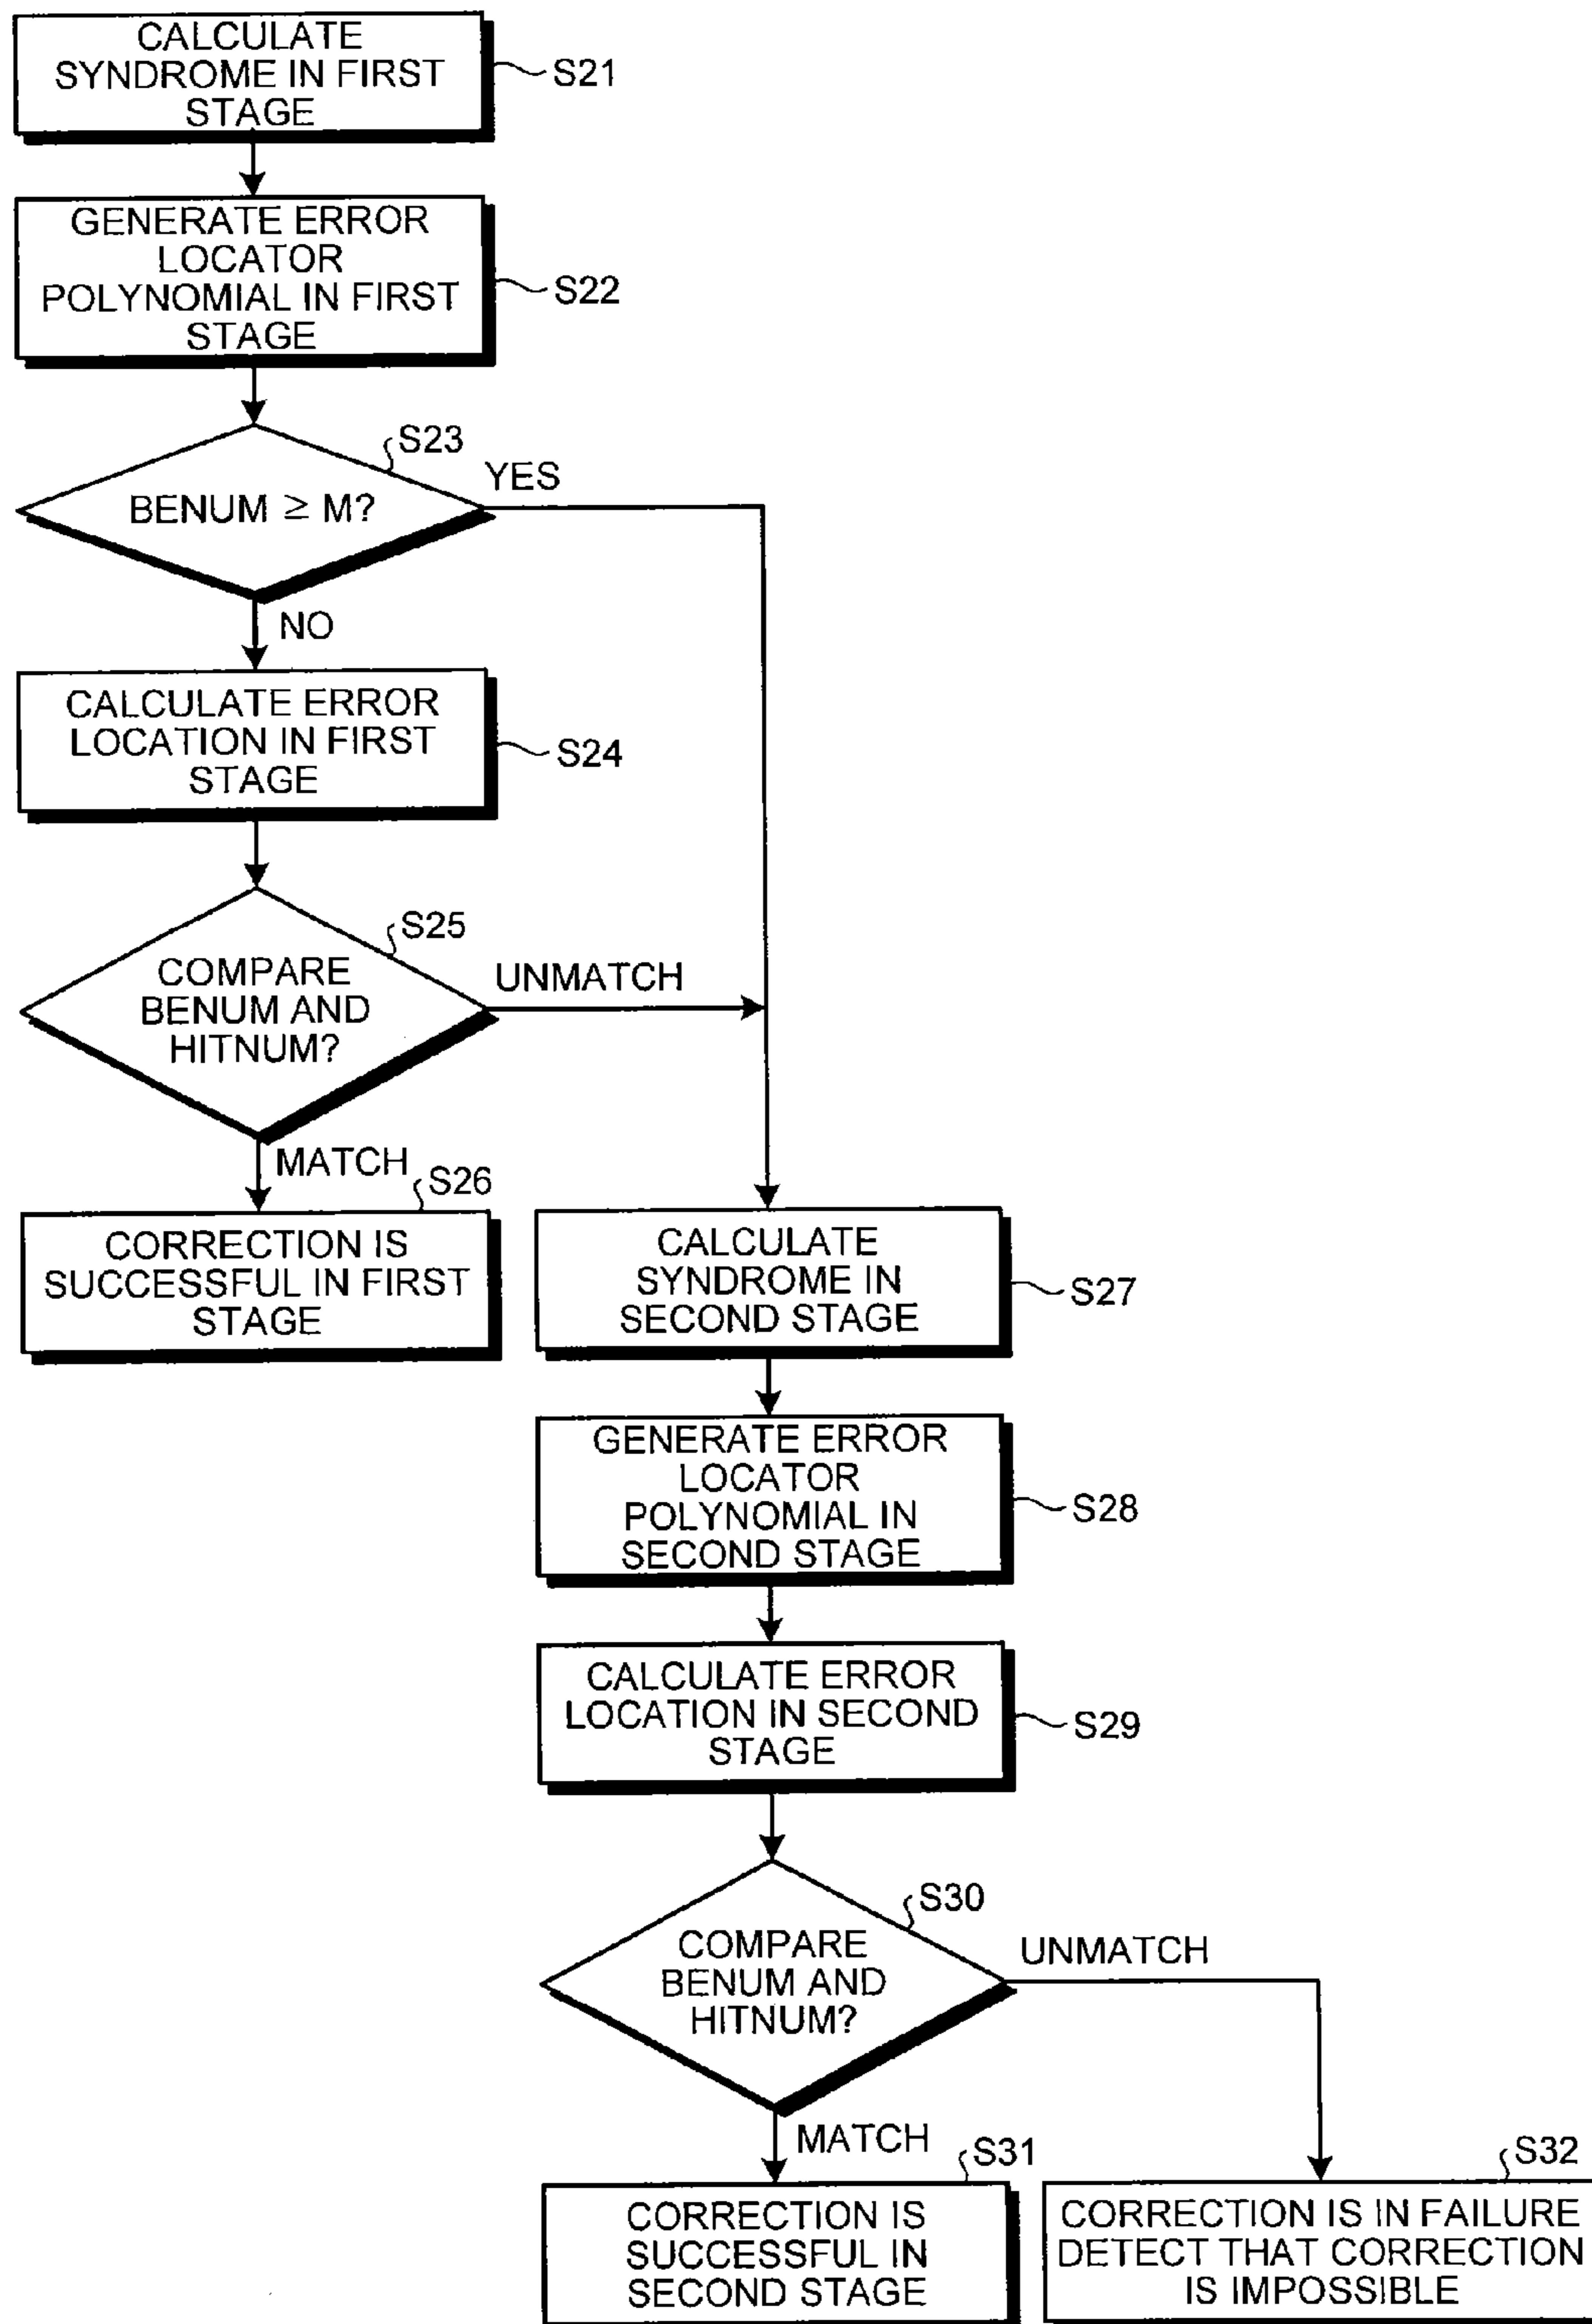 CALCULATE
SYNDROME IN FIRST
STAGE
S21
GENERATE ERROR
LOCATOR
POLYNOMIAL IN FIRST
STAGE
S22
S23
BENUM ≥ M?
YES
NO
CALCULATE ERROR
LOCATION IN FIRST
STAGE
S24
S25
COMPARE
BENUM AND
HITNUM?
UNMATCH
MATCH
S26
CORRECTION IS
SUCCESSFUL IN FIRST
STAGE
CALCULATE
SYNDROME IN
SECOND STAGE
S27
GENERATE ERROR
LOCATOR
POLYNOMIAL IN
SECOND STAGE
S28
CALCULATE ERROR
LOCATION IN SECOND
STAGE
S29
S30
COMPARE
BENUM AND
HITNUM?
UNMATCH
MATCH
S31
CORRECTION IS
SUCCESSFUL IN
SECOND STAGE
S32
CORRECTION IS IN FAILURE
DETECT THAT CORRECTION
IS IMPOSSIBLE